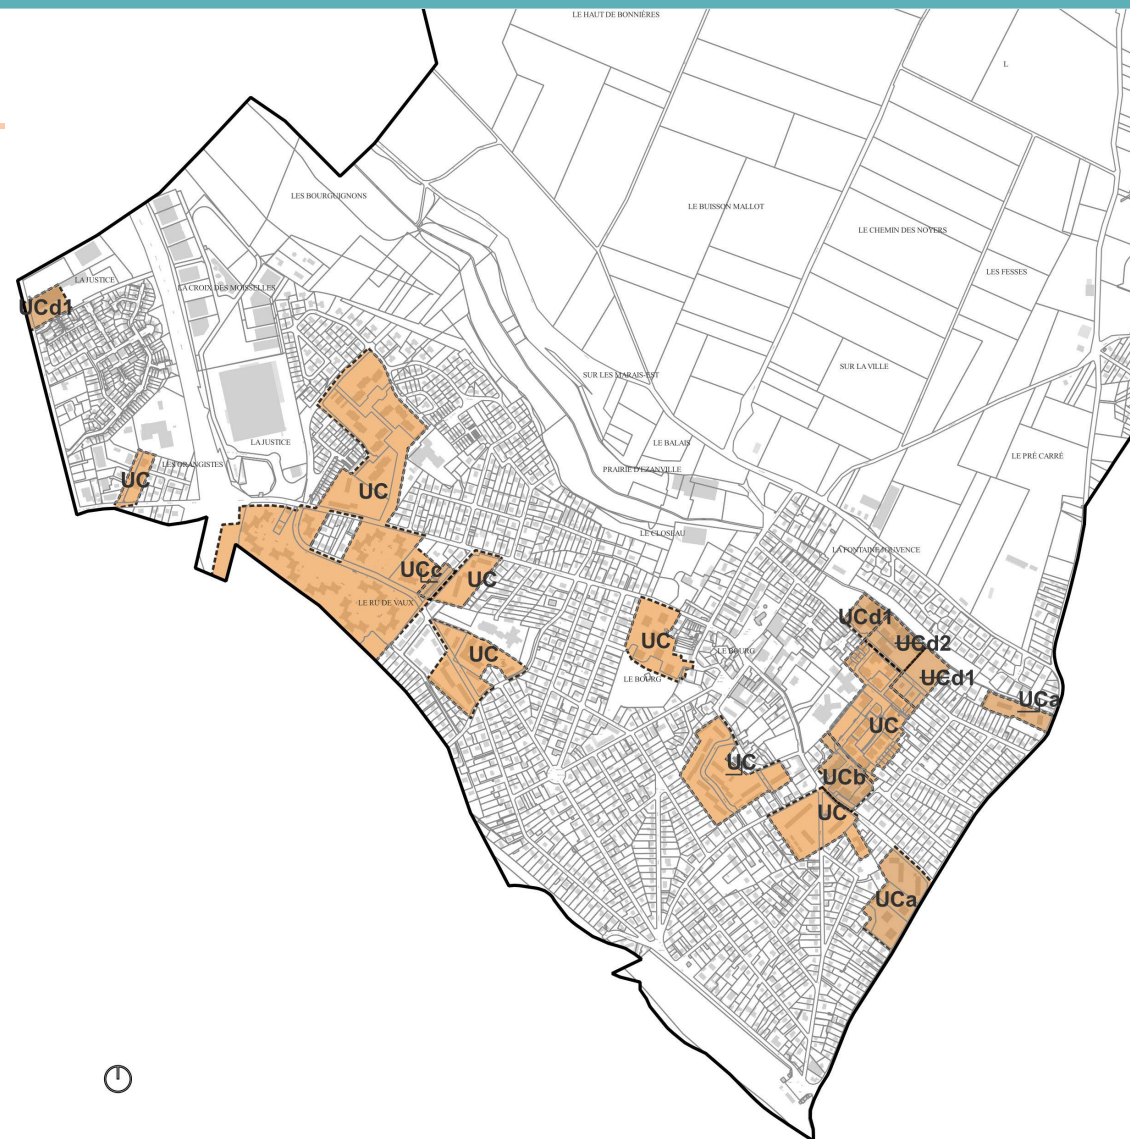 LE HAUT DE BONNIÈRES
L
LES BOURGUIGNONS
LE BUISSON MALLOT
LE CHEMIN DES NOYERS
LES FESSES
LA JUSTICE
LA CROIX DES MOISSELLES
UCd1
SUR LA VILLE
SUR LES MARAIS-EST
LA JUSTICE
LE BALAIS
LE PRÉ CARRÉ
LES ORANGISTES
PRAIRIE D'EZANVILLE
UC
UC
LE CLOSEAU
LA FONTAINE JOUVENCE
UCc
UC
LE RU DE VAUX
UCd1
UC
UCd2
UC
LE BOURG
LE BOURG
UCd1
UCa
UC
UC
UCb
UC
UCa